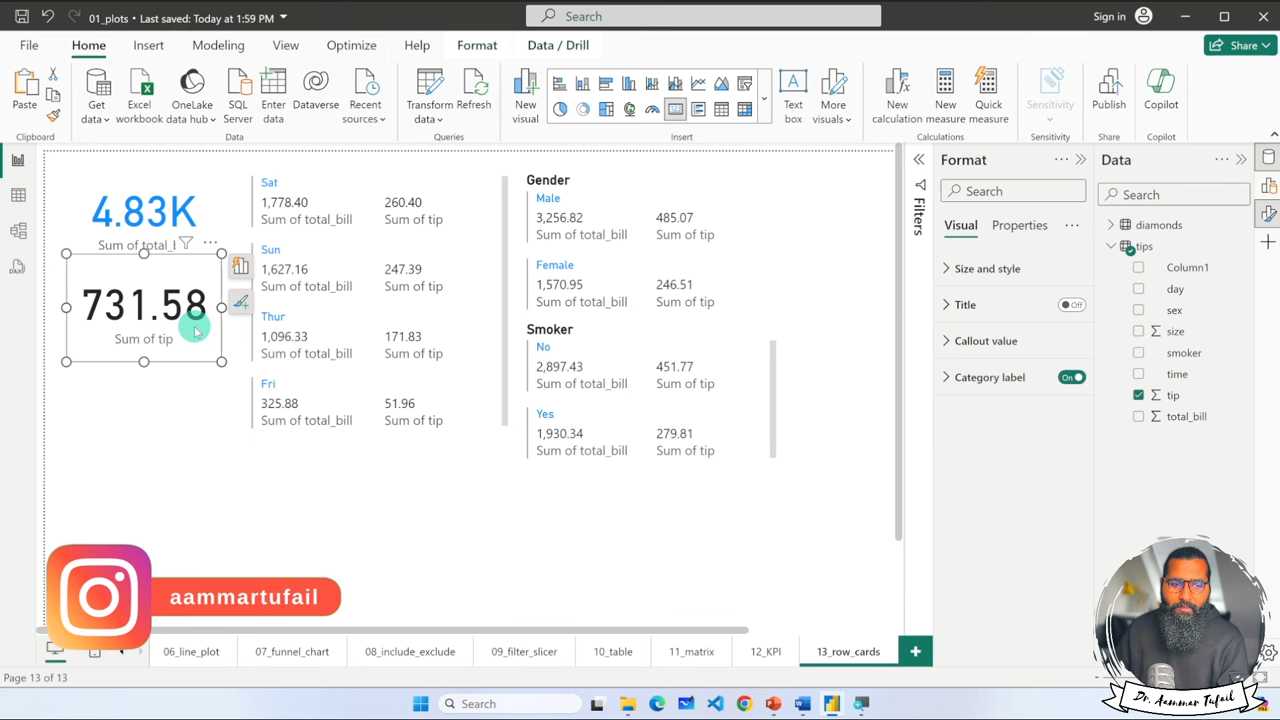 01_plots • Last saved: Today at 1:59 PM
Search
Sign in
File
Home
Insert
Modeling
View
Optimize
Help
Format
Data / Drill
Share
Paste
Get data
Excel workbook
OneLake data hub
SQL Server
Enter data
Dataverse
Recent sources
Transform data
Refresh
New visual
Text box
More visuals
New calculation
New measure
Quick measure
Sensitivity
Publish
Copilot
Clipboard
Data
Queries
Insert
Calculations
Sensitivity
Share
Copilot
4.83K
Sum of total_b
731.58
Sum of tip
Sat
1,778.40 260.40
Sum of total_bill Sum of tip
Sun
1,627.16 247.39
Sum of total_bill Sum of tip
Thur
1,096.33 171.83
Sum of total_bill Sum of tip
Fri
325.88 51.96
Sum of total_bill Sum of tip
Gender
Male
3,256.82 485.07
Sum of total_bill Sum of tip
Female
1,570.95 246.51
Sum of total_bill Sum of tip
Smoker
No
2,897.43 451.77
Sum of total_bill Sum of tip
Yes
1,930.34 279.81
Sum of total_bill Sum of tip
Filters
Format
Search
Visual
Properties
Size and style
Title
Off
Callout value
Category label
On
Data
Search
diamonds
tips
Column1
day
sex
size
smoker
time
tip
total_bill
aammartufail
06_line_plot
07_funnel_chart
08_include_exclude
09_filter_slicer
10_table
11_matrix
12_KPI
13_row_cards
Page 13 of 13
Search
Dr. Aammar Tufail